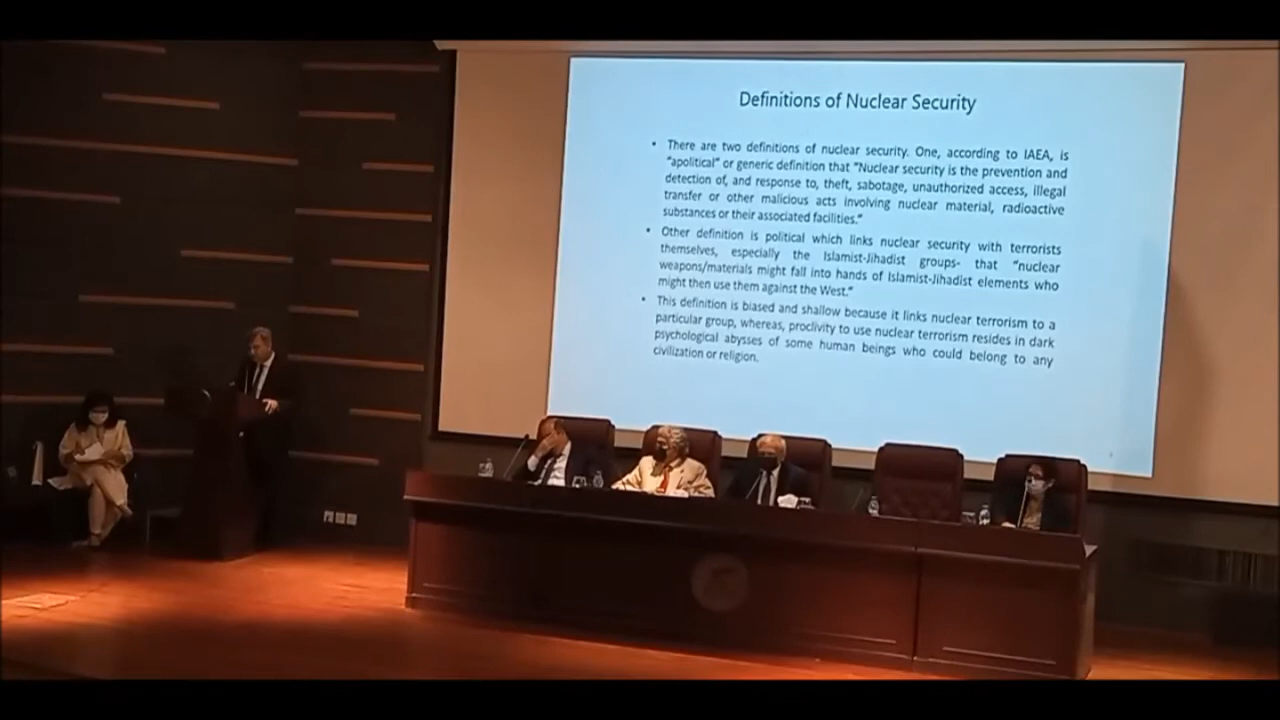 Definitions of Nuclear Security
• There are two definitions of nuclear security. One, according to IAEA, is
"apolitical" or generic definition that "Nuclear security is the prevention and
detection of, and response to, theft, sabotage, unauthorized access, illegal
transfer or other malicious acts involving nuclear material, radioactive
substances or their associated facilities."
• Other definition is political which links nuclear security with terrorists
themselves, especially the Islamist-Jihadist groups- that "nuclear
weapons/materials might fall into hands of Islamist-Jihadist elements who
might then use them against the West."
• This definition is biased and shallow because it links nuclear terrorism to a
particular group, whereas, proclivity to use nuclear terrorism resides in dark
psychological abysses of some human beings who could belong to any
civilization or religion.